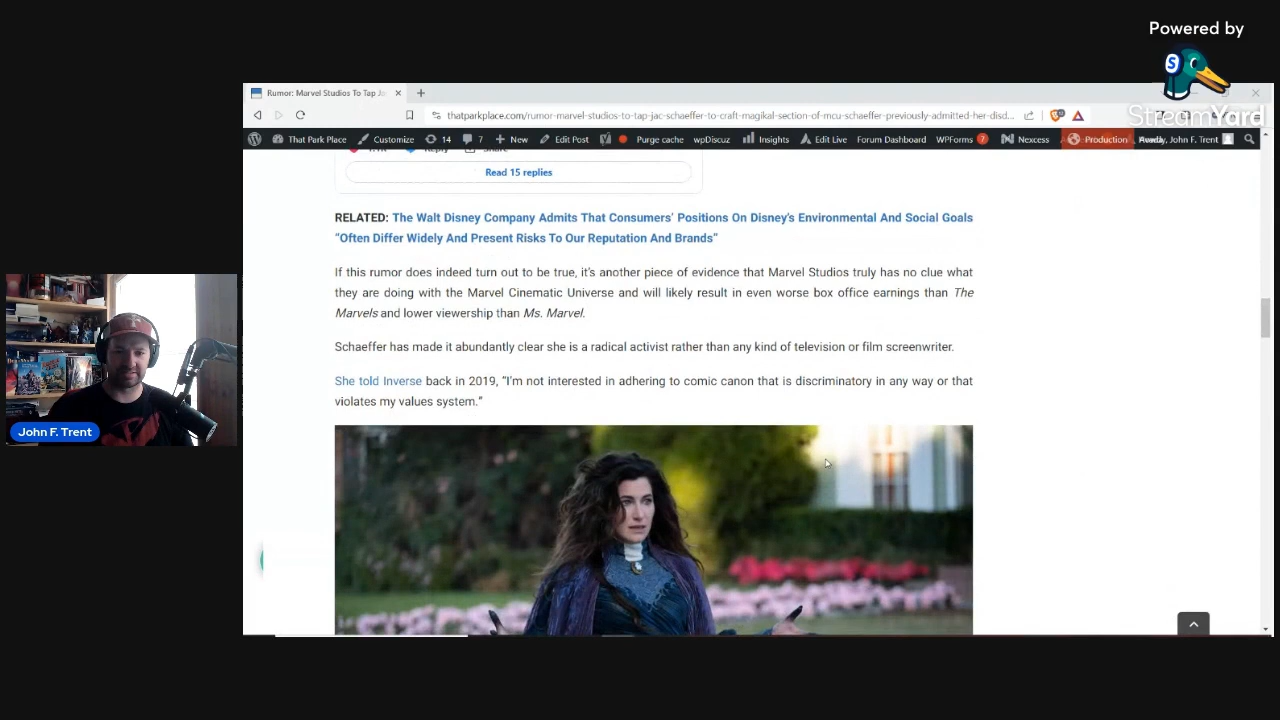 Powered by
S
StreamYard
Rumor: Marvel Studios To Tap Ja
thatparkplace.com/rumor-marvel-studios-to-tap-jac-schaeffer-to-craft-magikal-section-of-mcu-schaeffer-previously-admitted-her-disd...
That Park Place Customize 14 7 New Edit Post Purge cache wpDiscuz Insights Edit Live Forum Dashboard WPForms 7 Nexcess Production Howdy, John F. Trent
Reply Share
Read 15 replies
RELATED: The Walt Disney Company Admits That Consumers' Positions On Disney's Environmental And Social Goals
"Often Differ Widely And Present Risks To Our Reputation And Brands"
If this rumor does indeed turn out to be true, it's another piece of evidence that Marvel Studios truly has no clue what
they are doing with the Marvel Cinematic Universe and will likely result in even worse box office earnings than The
Marvels and lower viewership than Ms. Marvel.
Schaeffer has made it abundantly clear she is a radical activist rather than any kind of television or film screenwriter.
She told Inverse back in 2019, "I'm not interested in adhering to comic canon that is discriminatory in any way or that
violates my values system."
John F. Trent